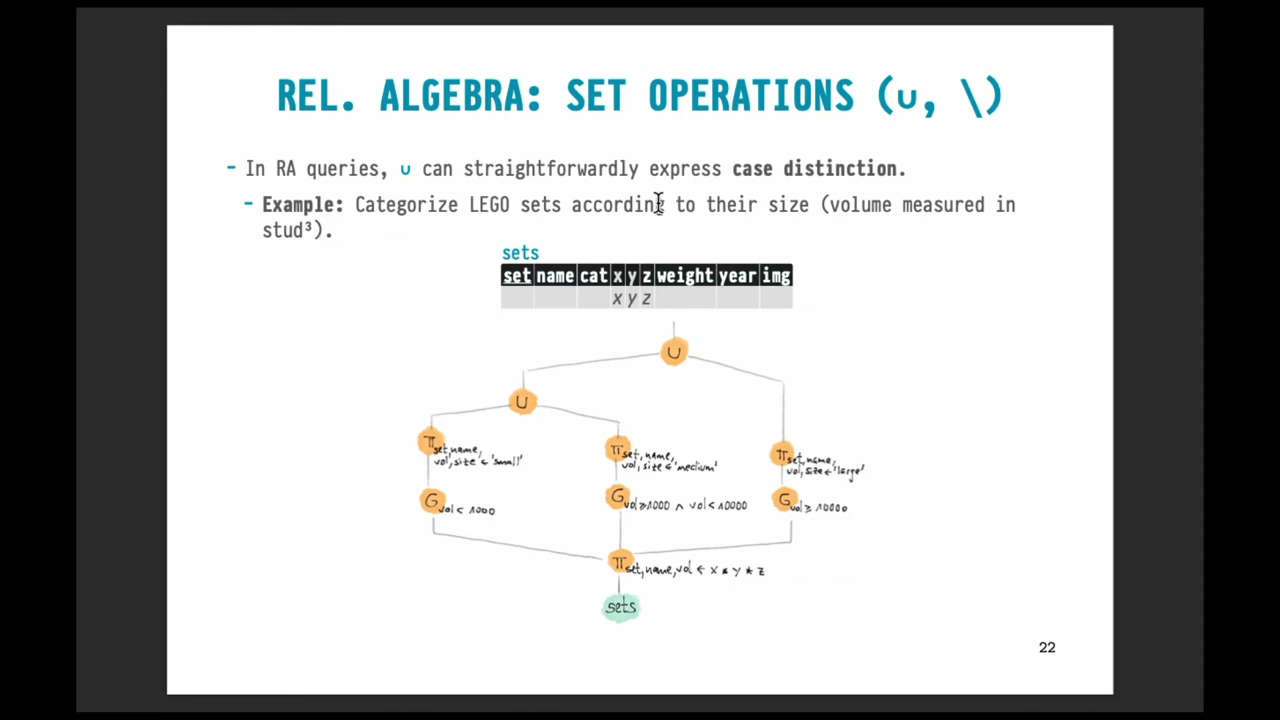 REL. ALGEBRA: SET OPERATIONS (∪, \)
- In RA queries, ∪ can straightforwardly express case distinction.
- Example: Categorize LEGO sets according to their size (volume measured in
stud³).
sets
set name cat x y z weight year img
x y z
∪
∪
π set,name,
vol,size ← 'small'
π set,name,
vol,size ← 'medium'
π set,name,
vol,size ← 'large'
σ vol < 1000
σ vol ≥ 1000 ∧ vol < 10000
σ vol ≥ 10000
π set,name,vol ← x * y * z
sets
22